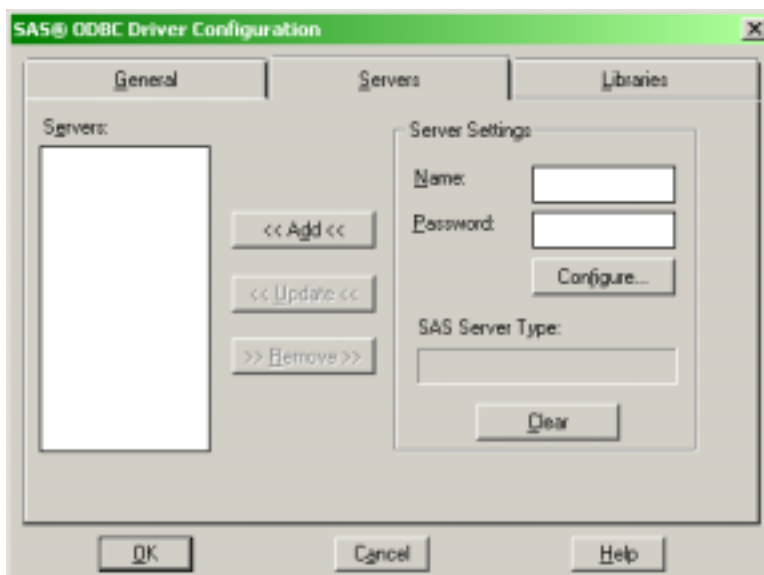 SAS® ODBC Driver Configuration
General
Servers
Libraries
Servers:
Server Settings
Name:
Password:
<< Add <<
Configure...
<< Update <<
SAS Server Type:
>> Remove >>
Clear
OK
Cancel
Help